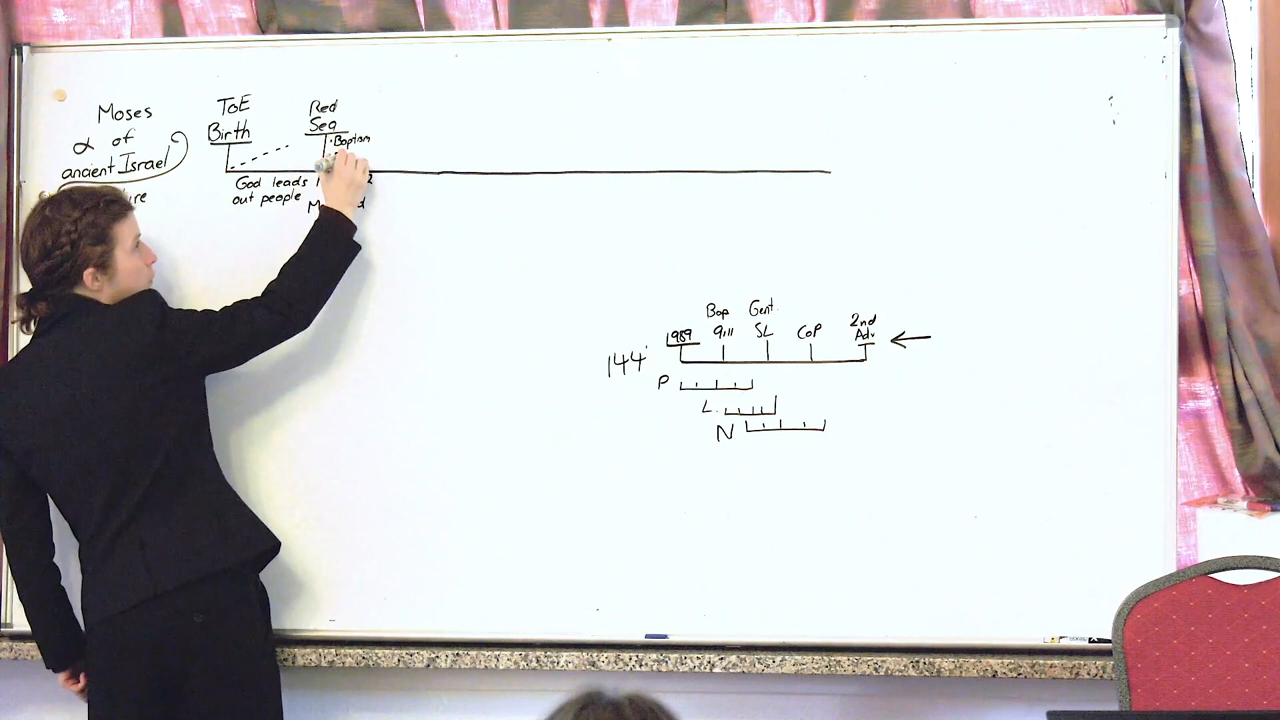 Moses
α of
ancient Israel
ToE
Birth
Red
Sea
• Baptism
God leads
out people
Bap
9/11
Gent.
SL
1989
CoP
2nd
Adv
144
P
L.
N